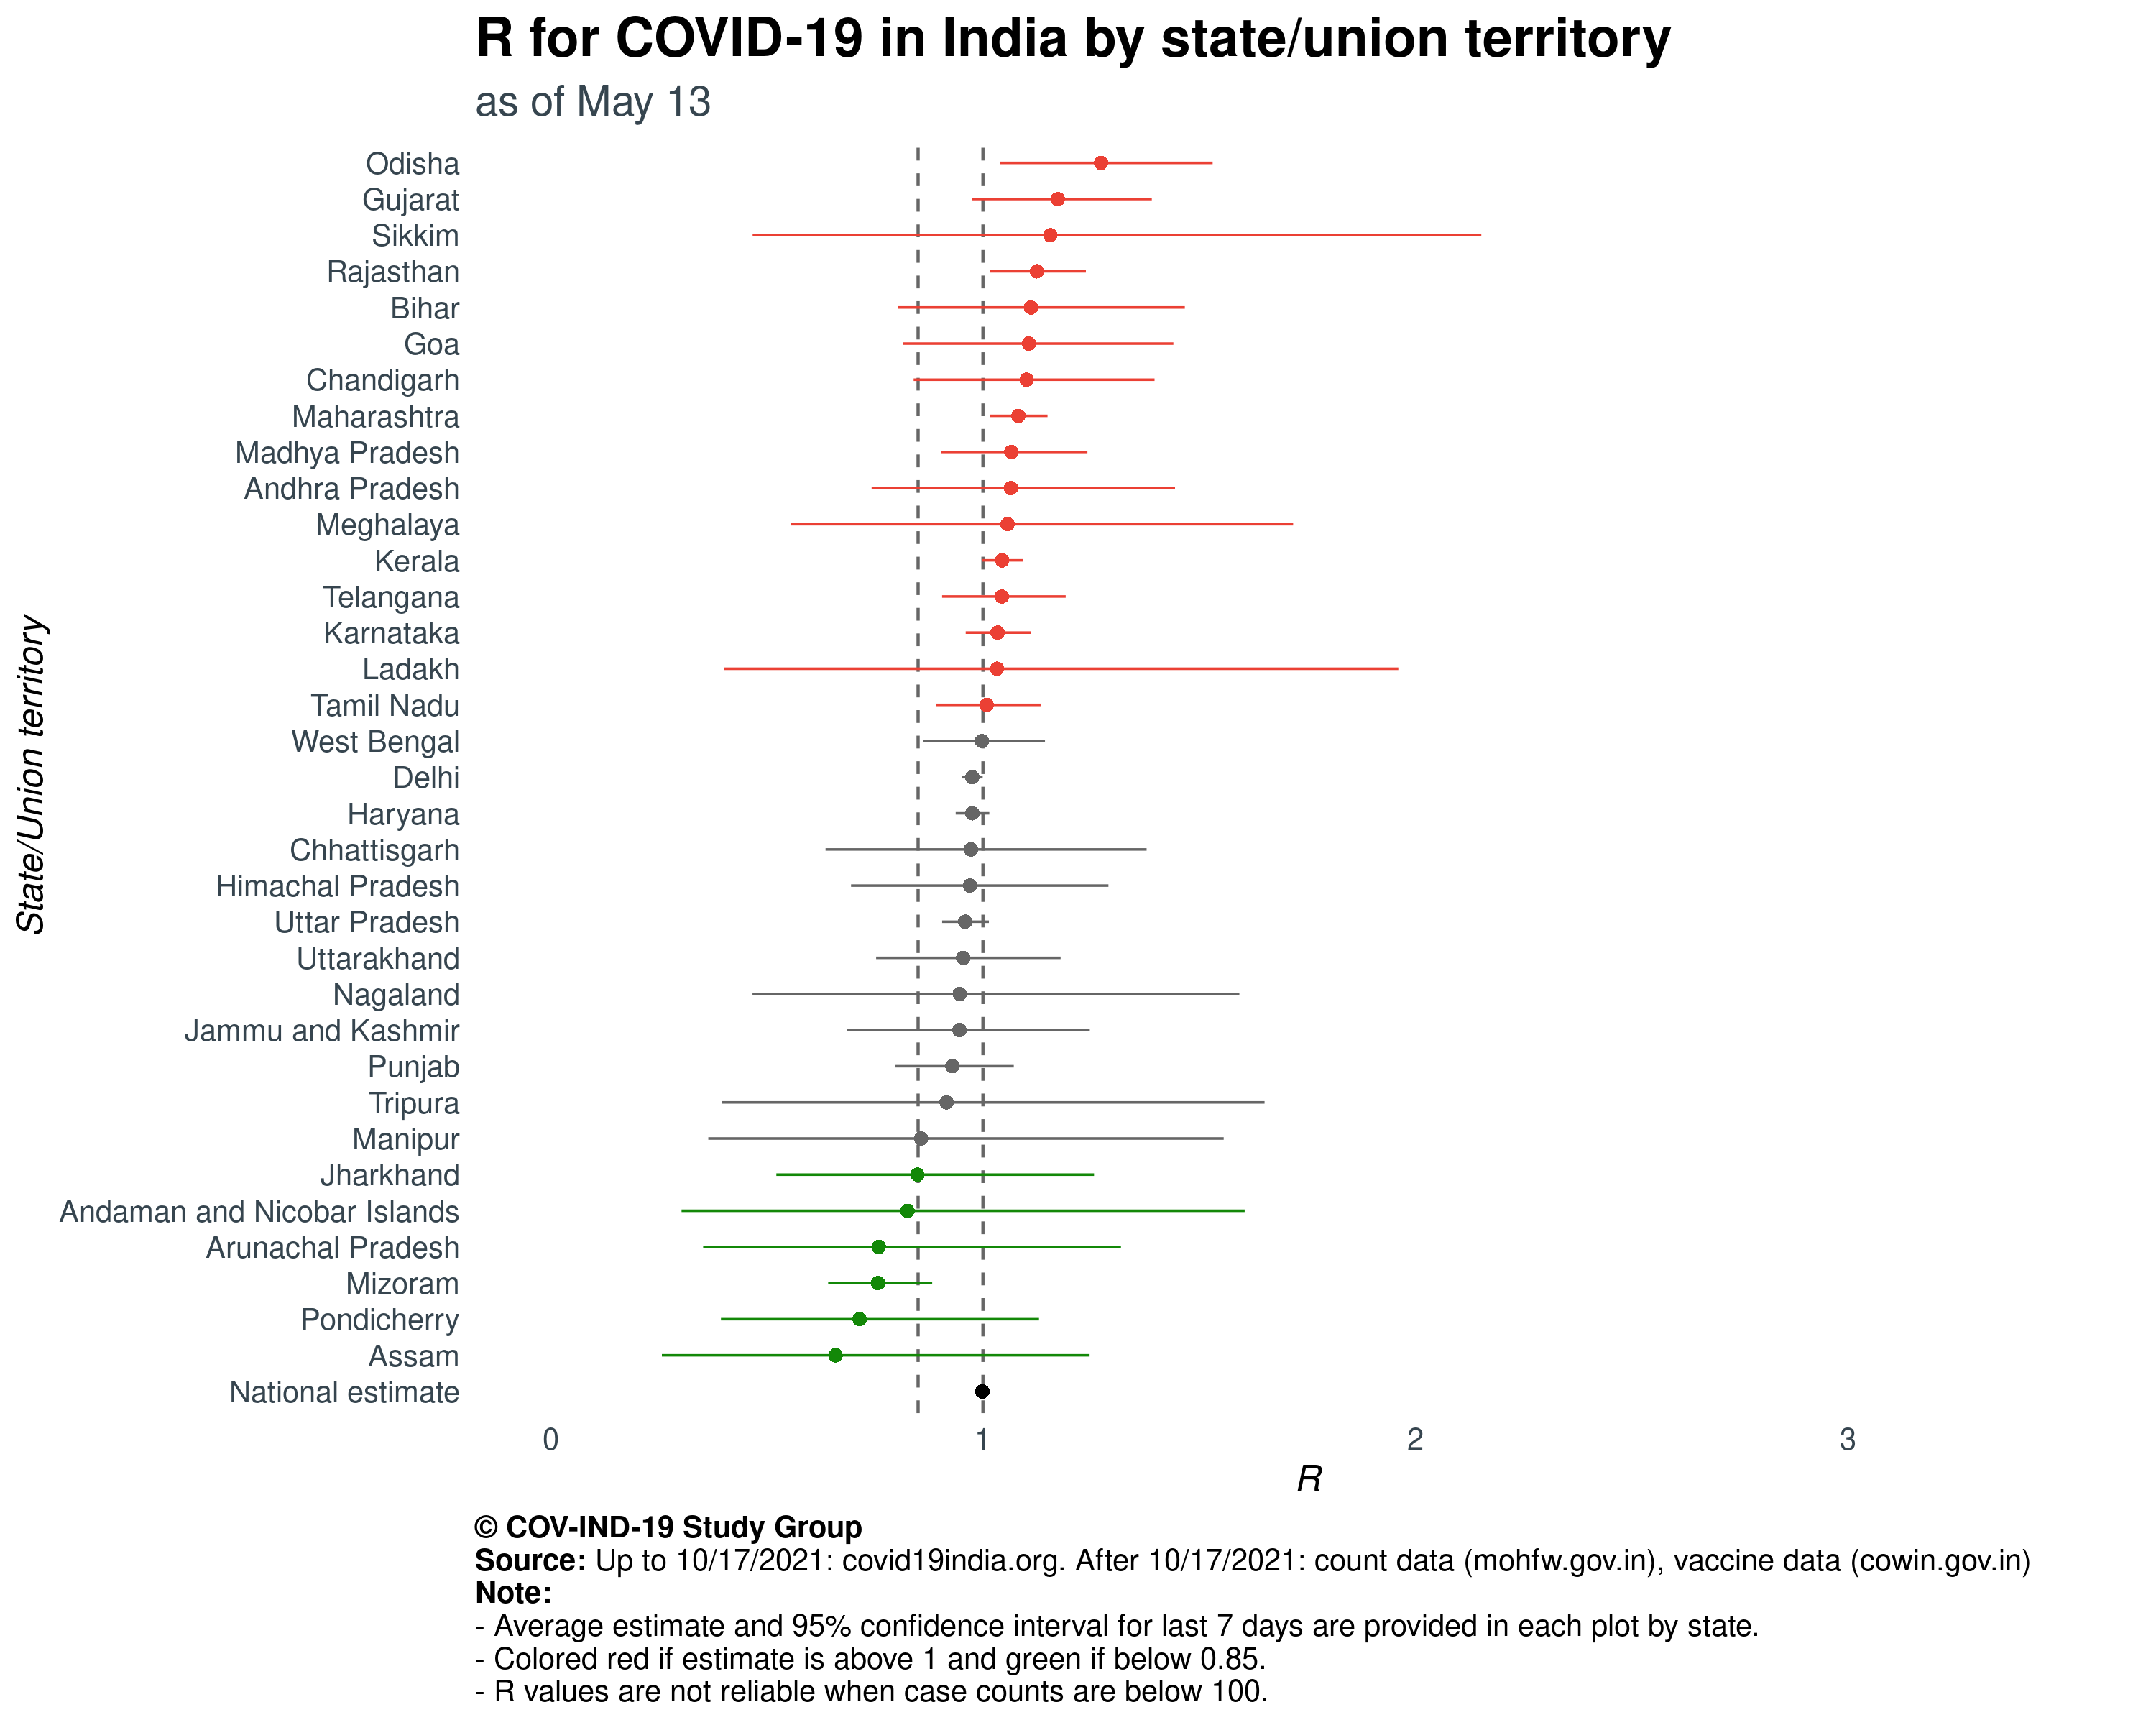 R for COVID-19 in India by state/union territory
as of May 13
State/Union territory
Odisha
Gujarat
Sikkim
Rajasthan
Bihar
Goa
Chandigarh
Maharashtra
Madhya Pradesh
Andhra Pradesh
Meghalaya
Kerala
Telangana
Karnataka
Ladakh
Tamil Nadu
West Bengal
Delhi
Haryana
Chhattisgarh
Himachal Pradesh
Uttar Pradesh
Uttarakhand
Nagaland
Jammu and Kashmir
Punjab
Tripura
Manipur
Jharkhand
Andaman and Nicobar Islands
Arunachal Pradesh
Mizoram
Pondicherry
Assam
National estimate
0 1 2 3
R
© COV-IND-19 Study Group
Source: Up to 10/17/2021: covid19india.org. After 10/17/2021: count data (mohfw.gov.in), vaccine data (cowin.gov.in)
Note:
- Average estimate and 95% confidence interval for last 7 days are provided in each plot by state.
- Colored red if estimate is above 1 and green if below 0.85.
- R values are not reliable when case counts are below 100.